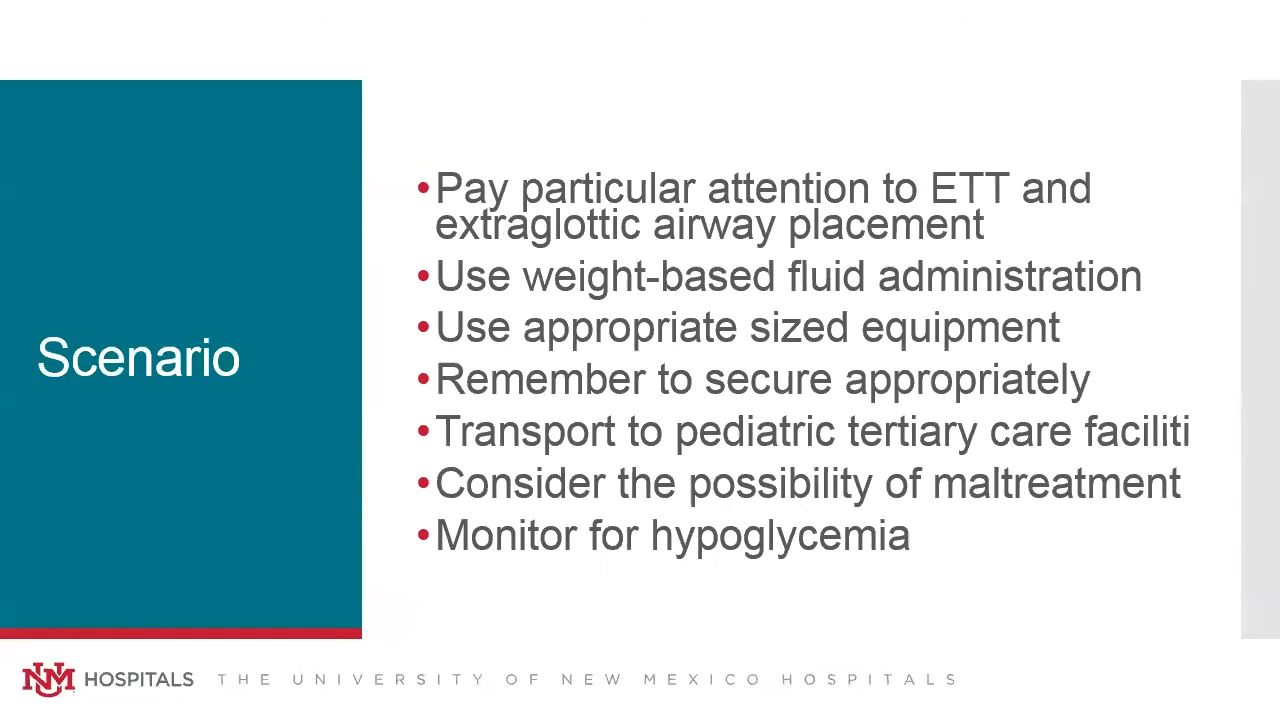 Scenario
•Pay particular attention to ETT and
extraglottic airway placement
•Use weight-based fluid administration
•Use appropriate sized equipment
•Remember to secure appropriately
•Transport to pediatric tertiary care faciliti
•Consider the possibility of maltreatment
•Monitor for hypoglycemia
UNM HOSPITALS THE UNIVERSITY OF NEW MEXICO HOSPITALS